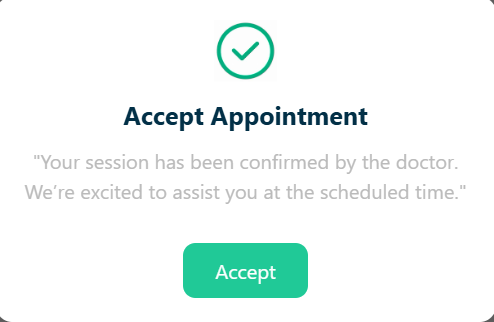 Accept Appointment
"Your session has been confirmed by the doctor.
We’re excited to assist you at the scheduled time."
Accept